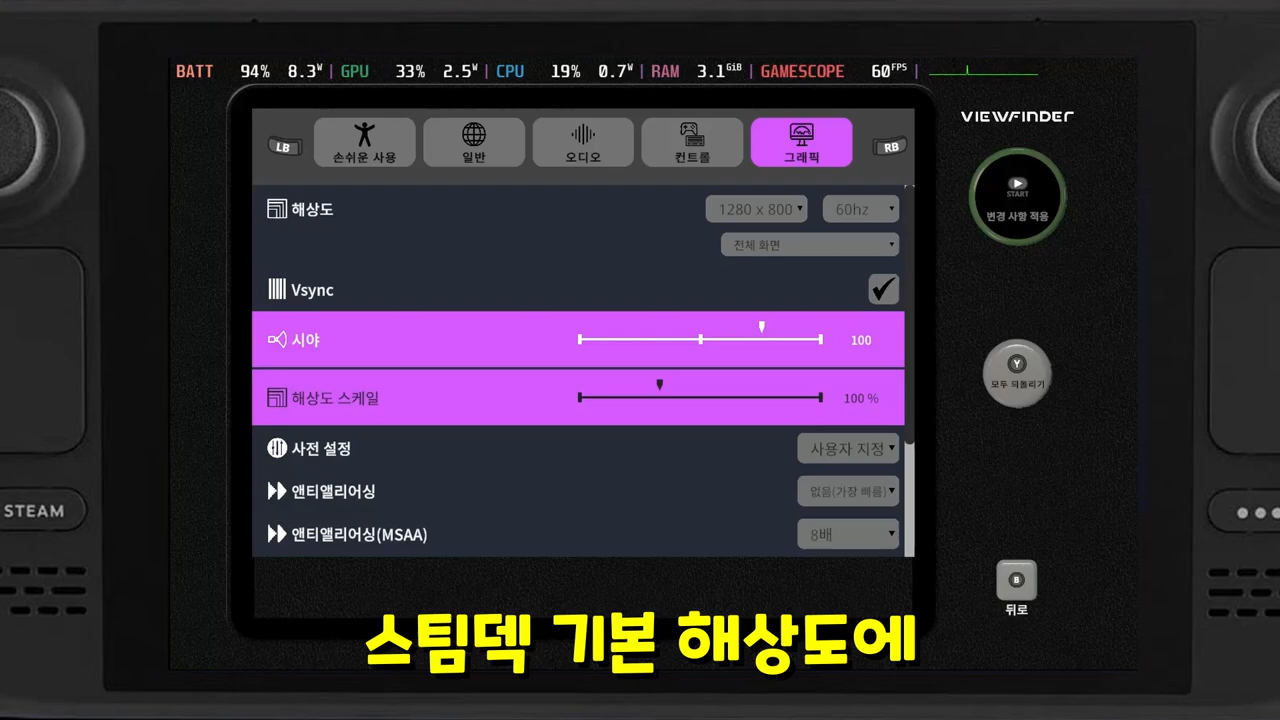 BATT 94% 8.3W | GPU 33% 2.5W | CPU 19% 0.7W | RAM 3.1GiB | GAMESCOPE 60FPS |
VIEWFINDER
LB 손쉬운 사용 일반 오디오 컨트롤 그래픽 RB
START
변경 사항 적용
해상도 1280 x 800 60hz
전체 화면
Vsync
시야 100
Y
모두 되돌리기
해상도 스케일 100 %
사전 설정 사용자 지정
앤티앨리어싱 없음(가장 빠름)
앤티앨리어싱(MSAA) 8배
STEAM
B
뒤로
스팀덱 기본 해상도에